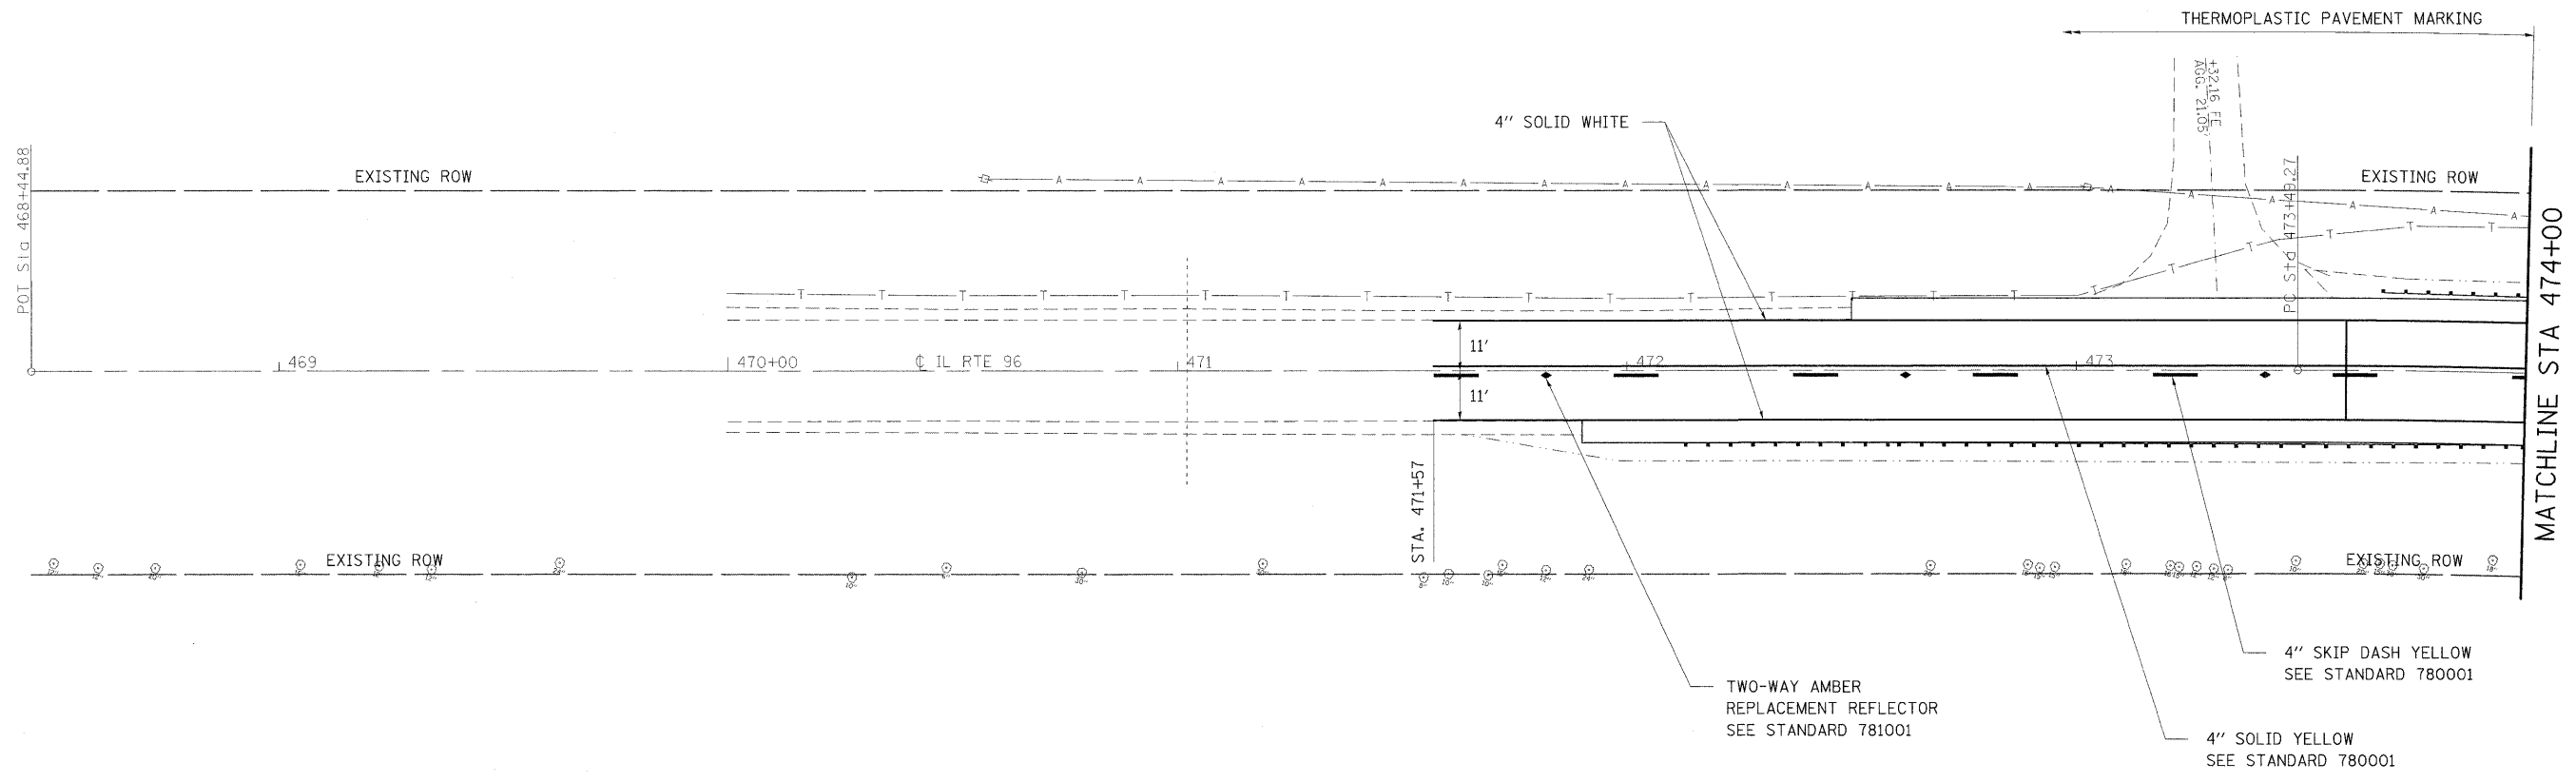 THERMOPLASTIC PAVEMENT MARKING
+32.16 FE
AGG. 21.05'
4" SOLID WHITE
POT Sta 468+44.88
EXISTING ROW
A A A A A A A A A A A A A A A A A A A
EXISTING ROW
PC Sta 473+49.27
MATCHLINE STA 474+00
T T T T T T T T T T T T T T T T T T T T T T
11'
469
470+00
℄ IL RTE 96
471
472
473
11'
STA. 471+57
EXISTING ROW
EXISTING ROW
4" SKIP DASH YELLOW
SEE STANDARD 780001
TWO-WAY AMBER
REPLACEMENT REFLECTOR
SEE STANDARD 781001
4" SOLID YELLOW
SEE STANDARD 780001